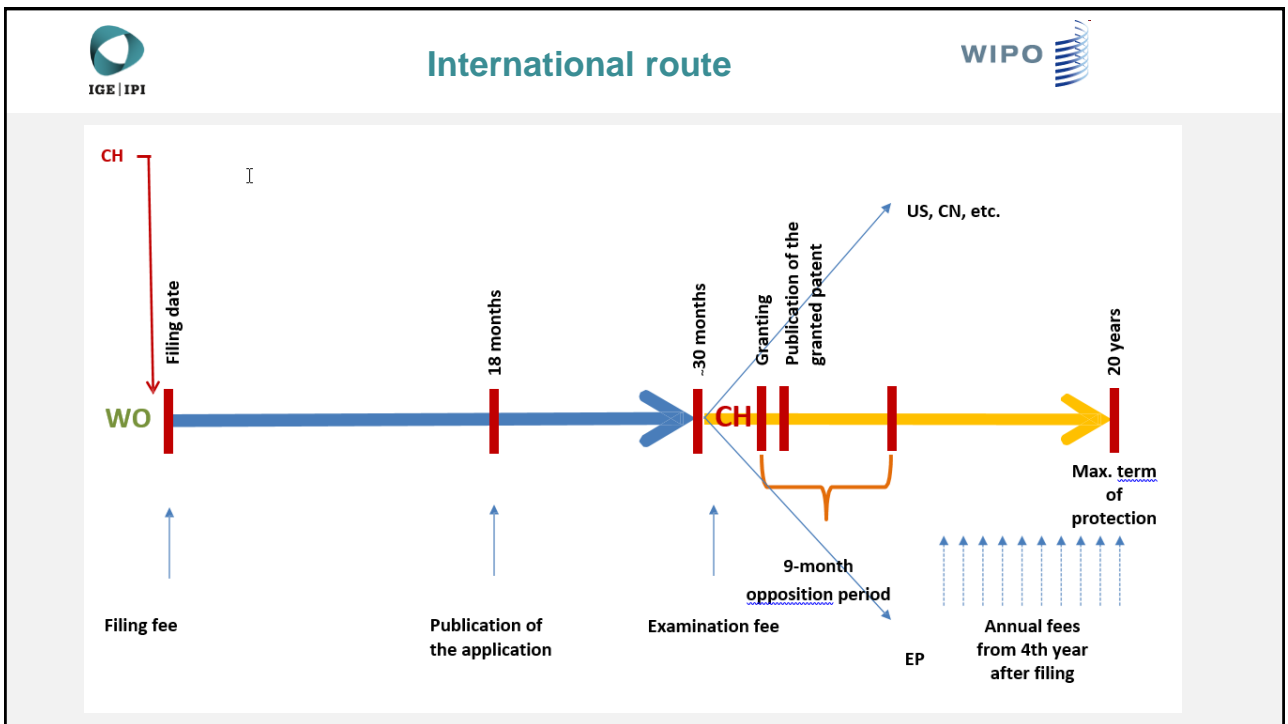 IGE | IPI
International route
WIPO
CH
US, CN, etc.
Filing date
18 months
~30 months
Granting
Publication of the
granted patent
20 years
WO
CH
Max. term
of
protection
9-month
opposition period
Filing fee
Publication of
the application
Examination fee
EP
Annual fees
from 4th year
after filing